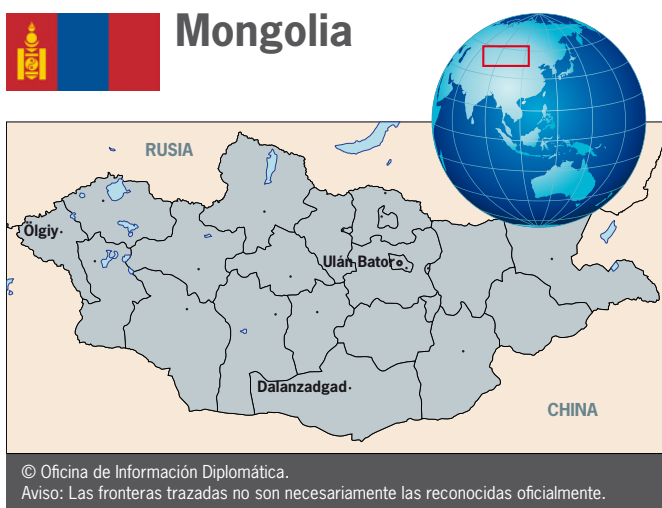 Mongolia
RUSIA
Ölgiy
Ulán Bator
Dalanzadgad
CHINA
© Oficina de Información Diplomática.
Aviso: Las fronteras trazadas no son necesariamente las reconocidas oficialmente.